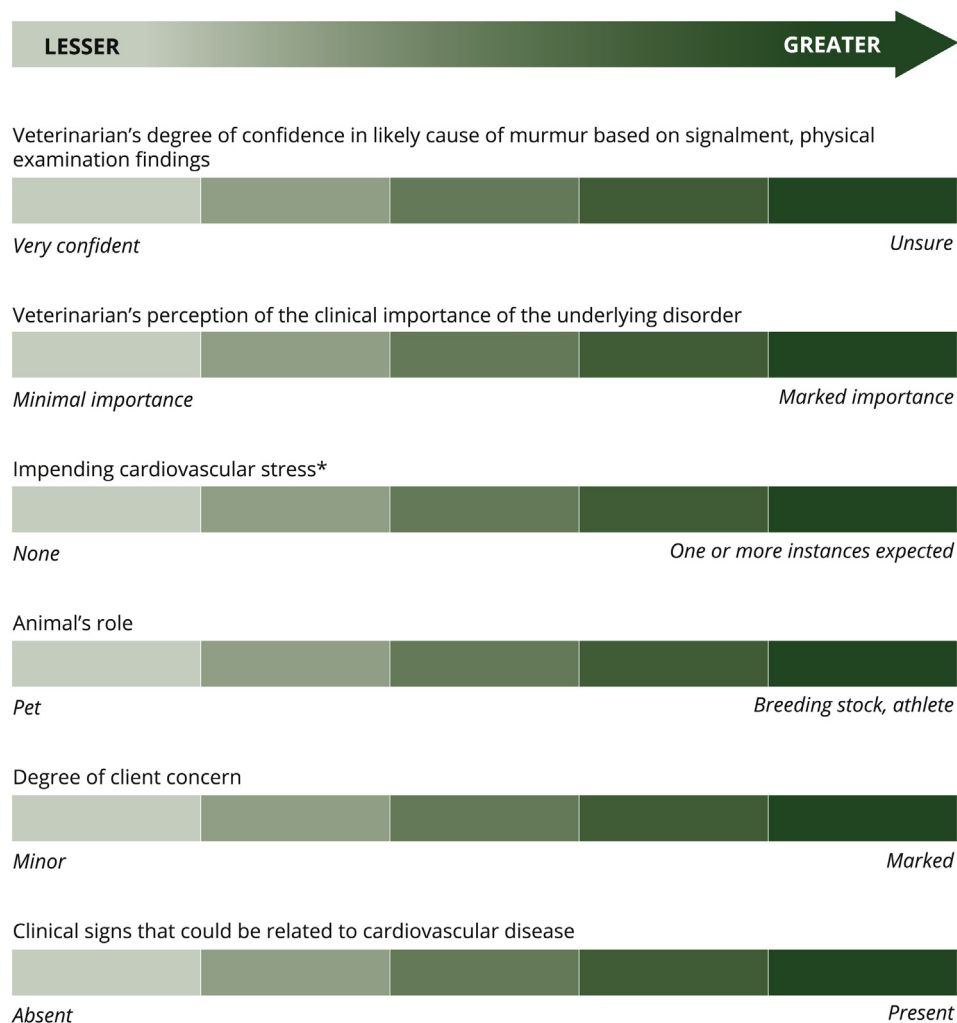 LESSER
GREATER
Veterinarian’s degree of confidence in likely cause of murmur based on signalment, physical
examination findings
Very confident
Unsure
Veterinarian’s perception of the clinical importance of the underlying disorder
Minimal importance
Marked importance
Impending cardiovascular stress*
None
One or more instances expected
Animal’s role
Pet
Breeding stock, athlete
Degree of client concern
Minor
Marked
Clinical signs that could be related to cardiovascular disease
Absent
Present